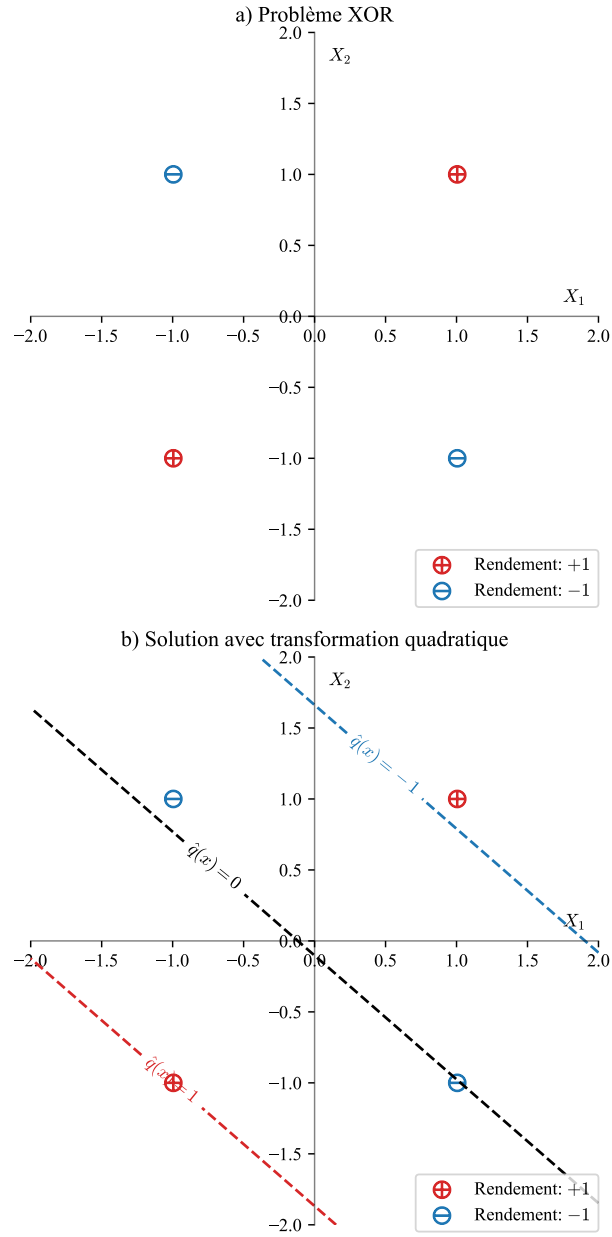 a) Problème XOR
2.0
X₂
1.5
1.0
0.5
X₁
0.0
−2.0 −1.5 −1.0 −0.5 0.0 0.5 1.0 1.5 2.0
−0.5
−1.0
−1.5
Rendement: +1
Rendement: −1
−2.0
b) Solution avec transformation quadratique
2.0
X₂
1.5
q̂(x) = −1
1.0
q̂(x) = 0
0.5
X₁
0.0
−2.0 −1.5 −1.0 −0.5 0.0 0.5 1.0 1.5 2.0
−0.5
q̂(x) = 1
−1.0
−1.5
Rendement: +1
Rendement: −1
−2.0